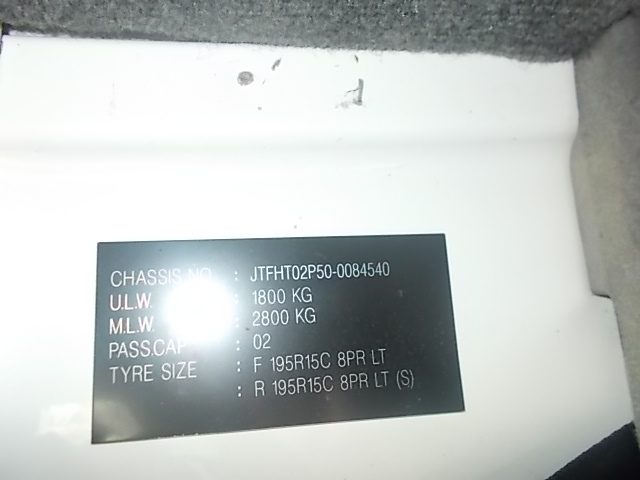 CHASSIS NO. : JTFHT02P50-0084540
U.L.W. : 1800 KG
M.L.W. : 2800 KG
PASS.CAP : 02
TYRE SIZE : F 195R15C 8PR LT
: R 195R15C 8PR LT (S)